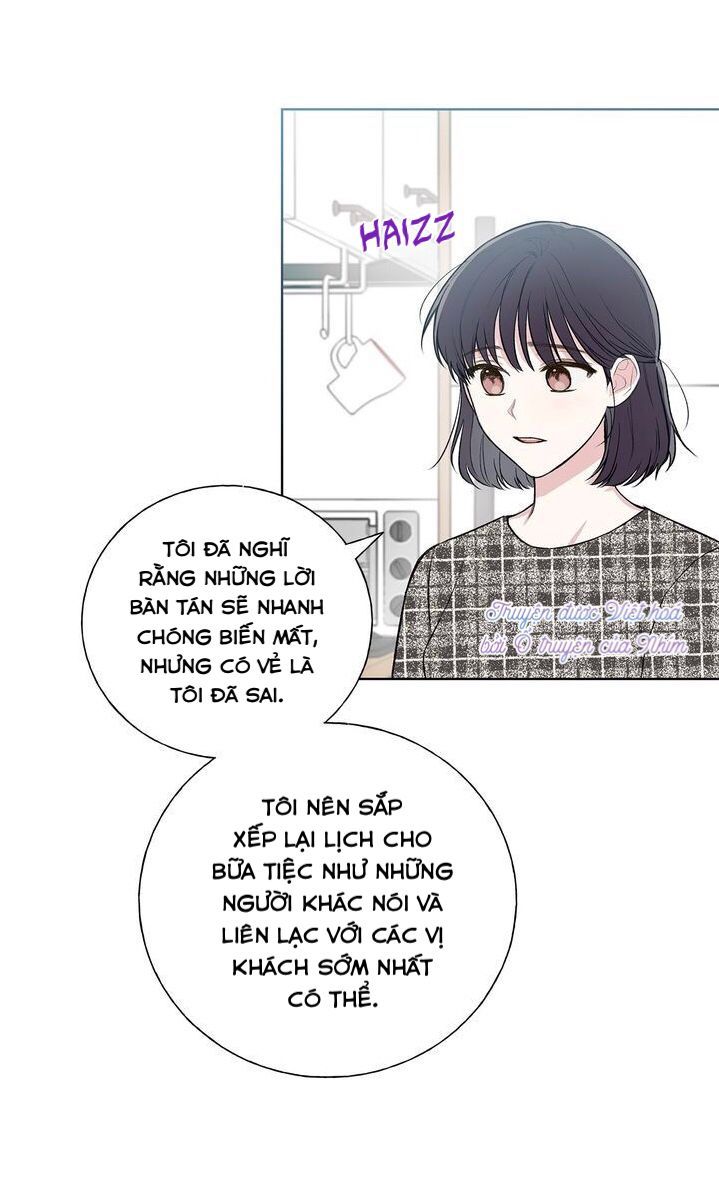 HAIZZ
TÔI ĐÃ NGHĨ
RẰNG NHỮNG LỜI
BÀN TÁN SẼ NHANH
CHÓNG BIẾN MẤT,
NHƯNG CÓ VẺ LÀ
TÔI ĐÃ SAI.
Truyện được Việt hoá
bởi Ổ truyện của Nhím
TÔI NÊN SẮP
XẾP LẠI LỊCH CHO
BỮA TIỆC NHƯ NHỮNG
NGƯỜI KHÁC NÓI VÀ
LIÊN LẠC VỚI CÁC VỊ
KHÁCH SỚM NHẤT
CÓ THỂ.